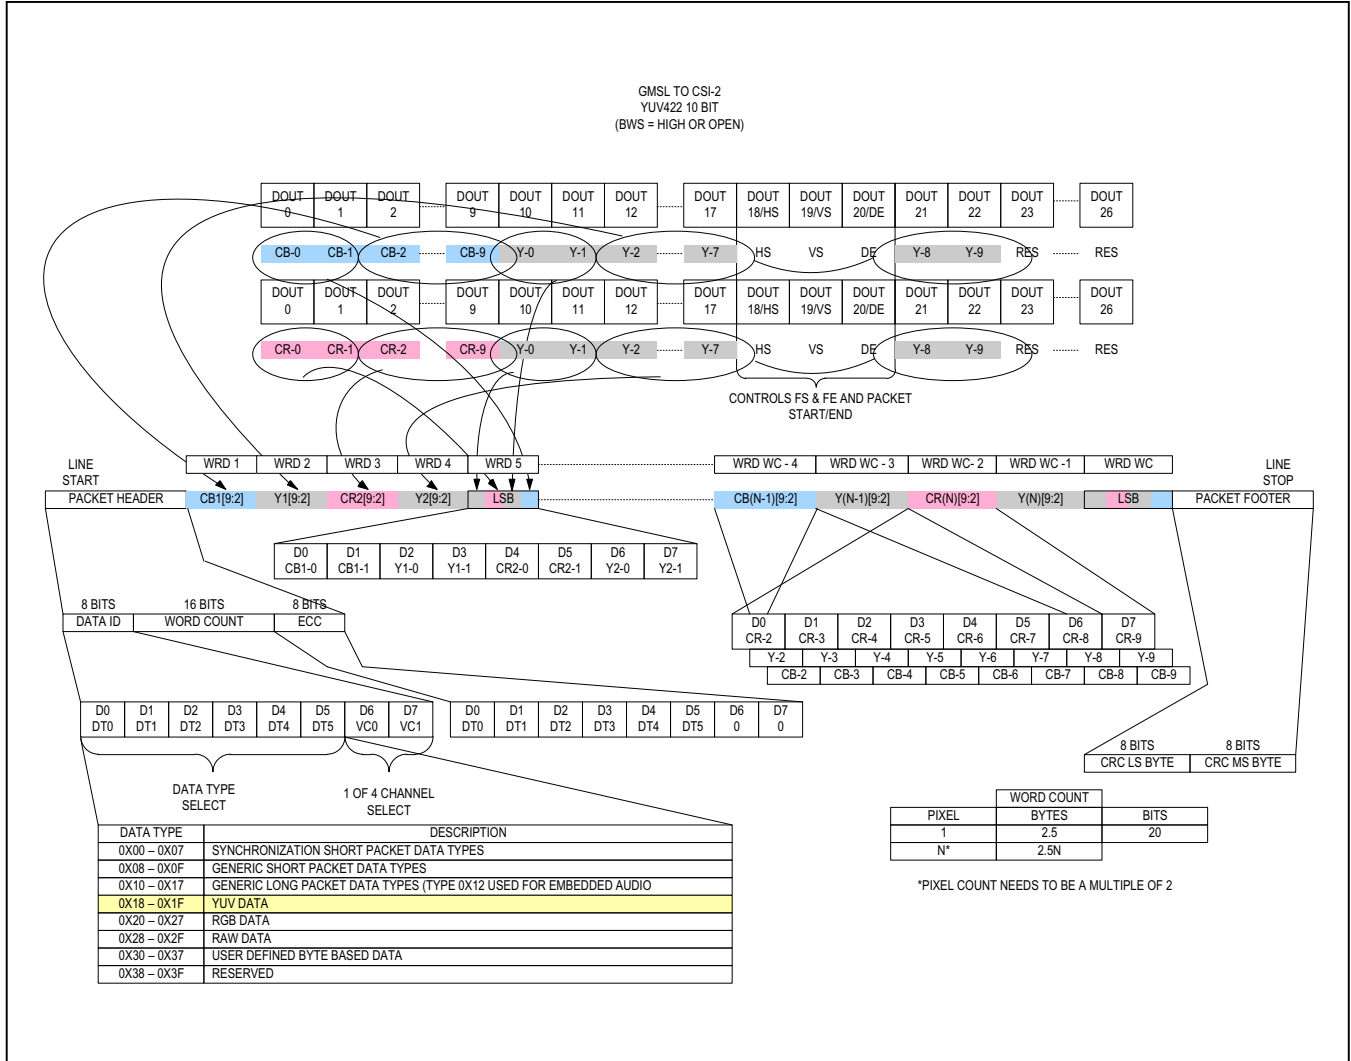 GMSL TO CSI-2
YUV422 10 BIT
(BWS = HIGH OR OPEN)
DOUT DOUT DOUT DOUT DOUT DOUT DOUT DOUT DOUT DOUT DOUT DOUT DOUT DOUT DOUT
0 1 2 9 10 11 12 17 18/HS 19/VS 20/DE 21 22 23 26
CB-0 CB-1 CB-2 CB-9 Y-0 Y-1 Y-2 Y-7 HS VS DE Y-8 Y-9 RES RES
DOUT DOUT DOUT DOUT DOUT DOUT DOUT DOUT DOUT DOUT DOUT DOUT DOUT DOUT DOUT
0 1 2 9 10 11 12 17 18/HS 19/VS 20/DE 21 22 23 26
CR-0 CR-1 CR-2 CR-9 Y-0 Y-1 Y-2 Y-7 HS VS DE Y-8 Y-9 RES RES
CONTROLS FS & FE AND PACKET
START/END
LINE
START
WRD 1 WRD 2 WRD 3 WRD 4 WRD 5 WRD WC - 4 WRD WC - 3 WRD WC- 2 WRD WC -1 WRD WC
LINE
STOP
PACKET HEADER CB1[9:2] Y1[9:2] CR2[9:2] Y2[9:2] LSB CB(N-1)[9:2] Y(N-1)[9:2] CR(N)[9:2] Y(N)[9:2] LSB PACKET FOOTER
D0 D1 D2 D3 D4 D5 D6 D7
CB1-0 CB1-1 Y1-0 Y1-1 CR2-0 CR2-1 Y2-0 Y2-1
8 BITS 16 BITS 8 BITS
DATA ID WORD COUNT ECC
D0 D1 D2 D3 D4 D5 D6 D7
CR-2 CR-3 CR-4 CR-5 CR-6 CR-7 CR-8 CR-9
Y-2 Y-3 Y-4 Y-5 Y-6 Y-7 Y-8 Y-9
CB-2 CB-3 CB-4 CB-5 CB-6 CB-7 CB-8 CB-9
D0 D1 D2 D3 D4 D5 D6 D7
DT0 DT1 DT2 DT3 DT4 DT5 VC0 VC1
D0 D1 D2 D3 D4 D5 D6 D7
DT0 DT1 DT2 DT3 DT4 DT5 0 0
8 BITS 8 BITS
CRC LS BYTE CRC MS BYTE
DATA TYPE
SELECT
1 OF 4 CHANNEL
SELECT
WORD COUNT
PIXEL BYTES BITS
1 2.5 20
N* 2.5N
*PIXEL COUNT NEEDS TO BE A MULTIPLE OF 2
DATA TYPE DESCRIPTION
0X00 – 0X07 SYNCHRONIZATION SHORT PACKET DATA TYPES
0X08 – 0X0F GENERIC SHORT PACKET DATA TYPES
0X10 – 0X17 GENERIC LONG PACKET DATA TYPES (TYPE 0X12 USED FOR EMBEDDED AUDIO
0X18 – 0X1F YUV DATA
0X20 – 0X27 RGB DATA
0X28 – 0X2F RAW DATA
0X30 – 0X37 USER DEFINED BYTE BASED DATA
0X38 – 0X3F RESERVED